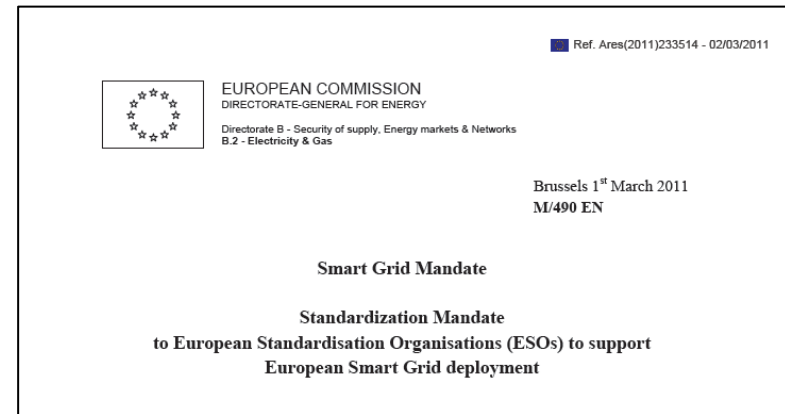 Ref. Ares(2011)233514 - 02/03/2011
EUROPEAN COMMISSION
DIRECTORATE-GENERAL FOR ENERGY
Directorate B - Security of supply, Energy markets & Networks
B.2 - Electricity & Gas
Brussels 1st March 2011
M/490 EN
Smart Grid Mandate
Standardization Mandate
to European Standardisation Organisations (ESOs) to support
European Smart Grid deployment